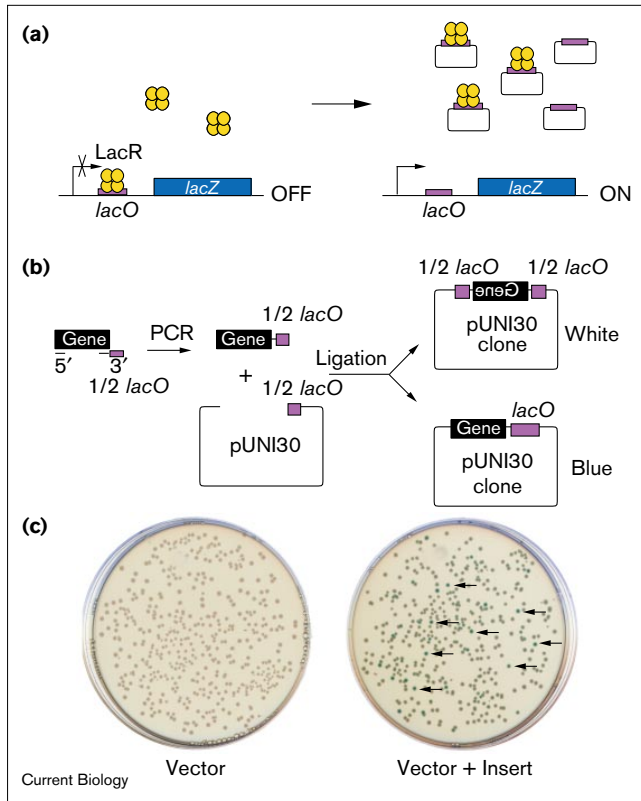 (a)
LacR
lacO
lacZ
OFF
lacO
lacZ
ON
(b)
Gene
5′
3′
1/2 lacO
PCR
1/2 lacO
Gene
+
1/2 lacO
pUNI30
Ligation
1/2 lacO
1/2 lacO
Gene
pUNI30
clone
White
lacO
Gene
pUNI30
clone
Blue
(c)
Vector
Vector + Insert
Current Biology